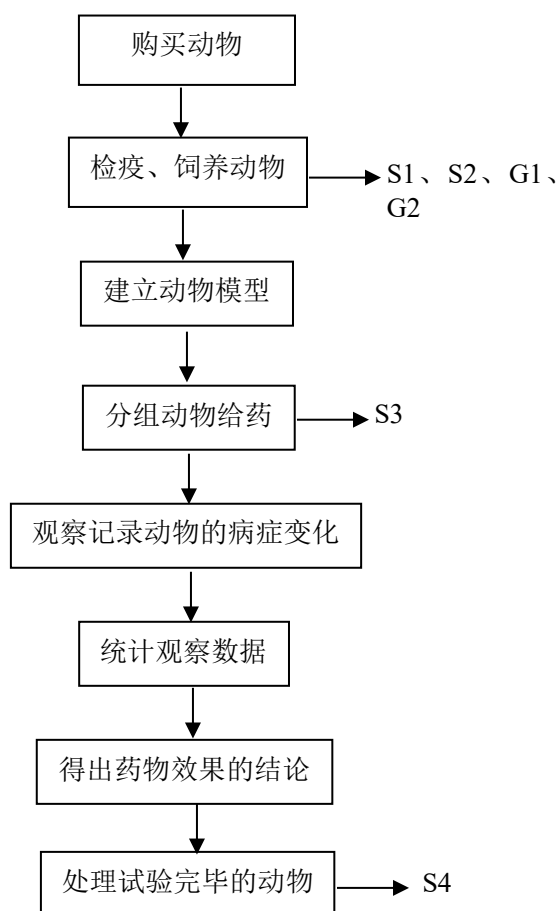 购买动物
检疫、饲养动物
S1、S2、G1、
G2
建立动物模型
分组动物给药
S3
观察记录动物的病症变化
统计观察数据
得出药物效果的结论
处理试验完毕的动物
S4